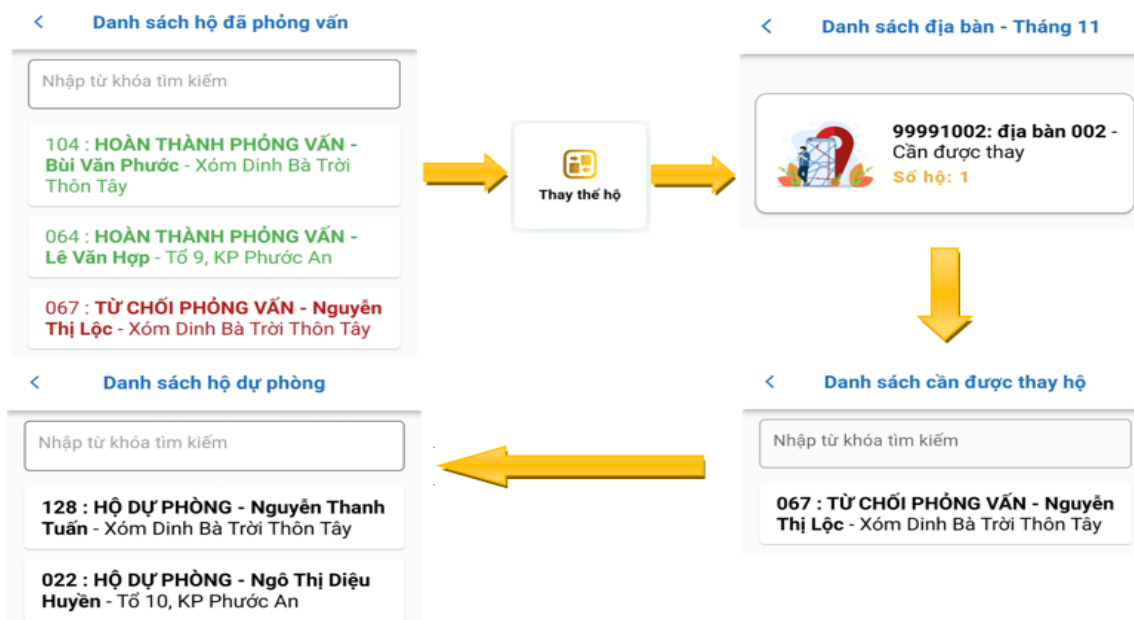 < Danh sách hộ đã phỏng vấn
Nhập từ khóa tìm kiếm
104 : HOÀN THÀNH PHỎNG VẤN -
Bùi Văn Phước - Xóm Dinh Bà Trời
Thôn Tây
064 : HOÀN THÀNH PHỎNG VẤN -
Lê Văn Hợp - Tổ 9, KP Phước An
067 : TỪ CHỐI PHỎNG VẤN - Nguyễn
Thị Lộc - Xóm Dinh Bà Trời Thôn Tây
Thay thế hộ
< Danh sách địa bàn - Tháng 11
99991002: địa bàn 002 -
Cần được thay
Số hộ: 1
< Danh sách cần được thay hộ
Nhập từ khóa tìm kiếm
067 : TỪ CHỐI PHỎNG VẤN - Nguyễn
Thị Lộc - Xóm Dinh Bà Trời Thôn Tây
< Danh sách hộ dự phòng
Nhập từ khóa tìm kiếm
128 : HỘ DỰ PHÒNG - Nguyễn Thanh
Tuấn - Xóm Dinh Bà Trời Thôn Tây
022 : HỘ DỰ PHÒNG - Ngô Thị Diệu
Huyền - Tổ 10, KP Phước An